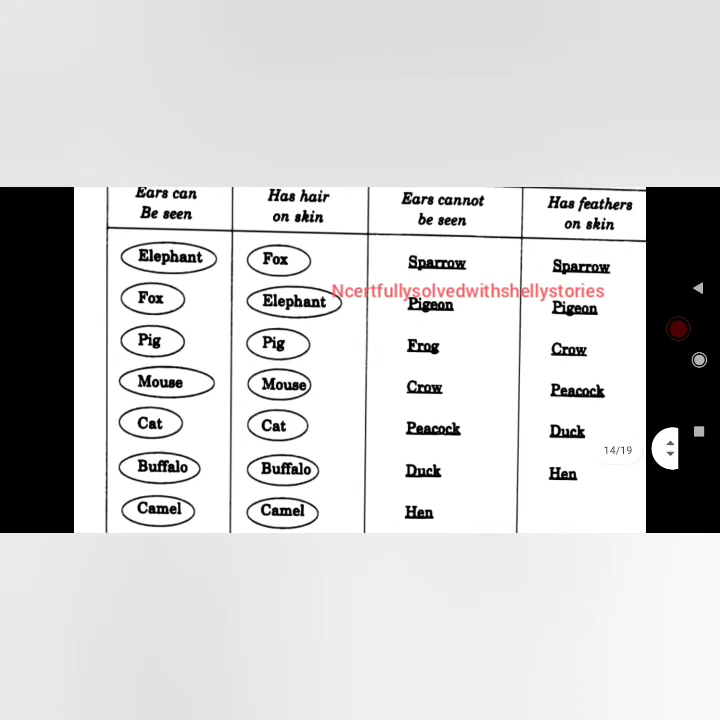 Ears can Has hair Ears cannot Has feathers
Be seen on skin be seen on skin
Elephant Fox Sparrow Sparrow
Ncertfullysolvedwithshellystories
Fox Elephant Pigeon Pigeon
Pig Pig Frog Crow
Mouse Mouse Crow Peacock
Cat Cat Peacock Duck
14/19
Buffalo Buffalo Duck Hen
Camel Camel Hen